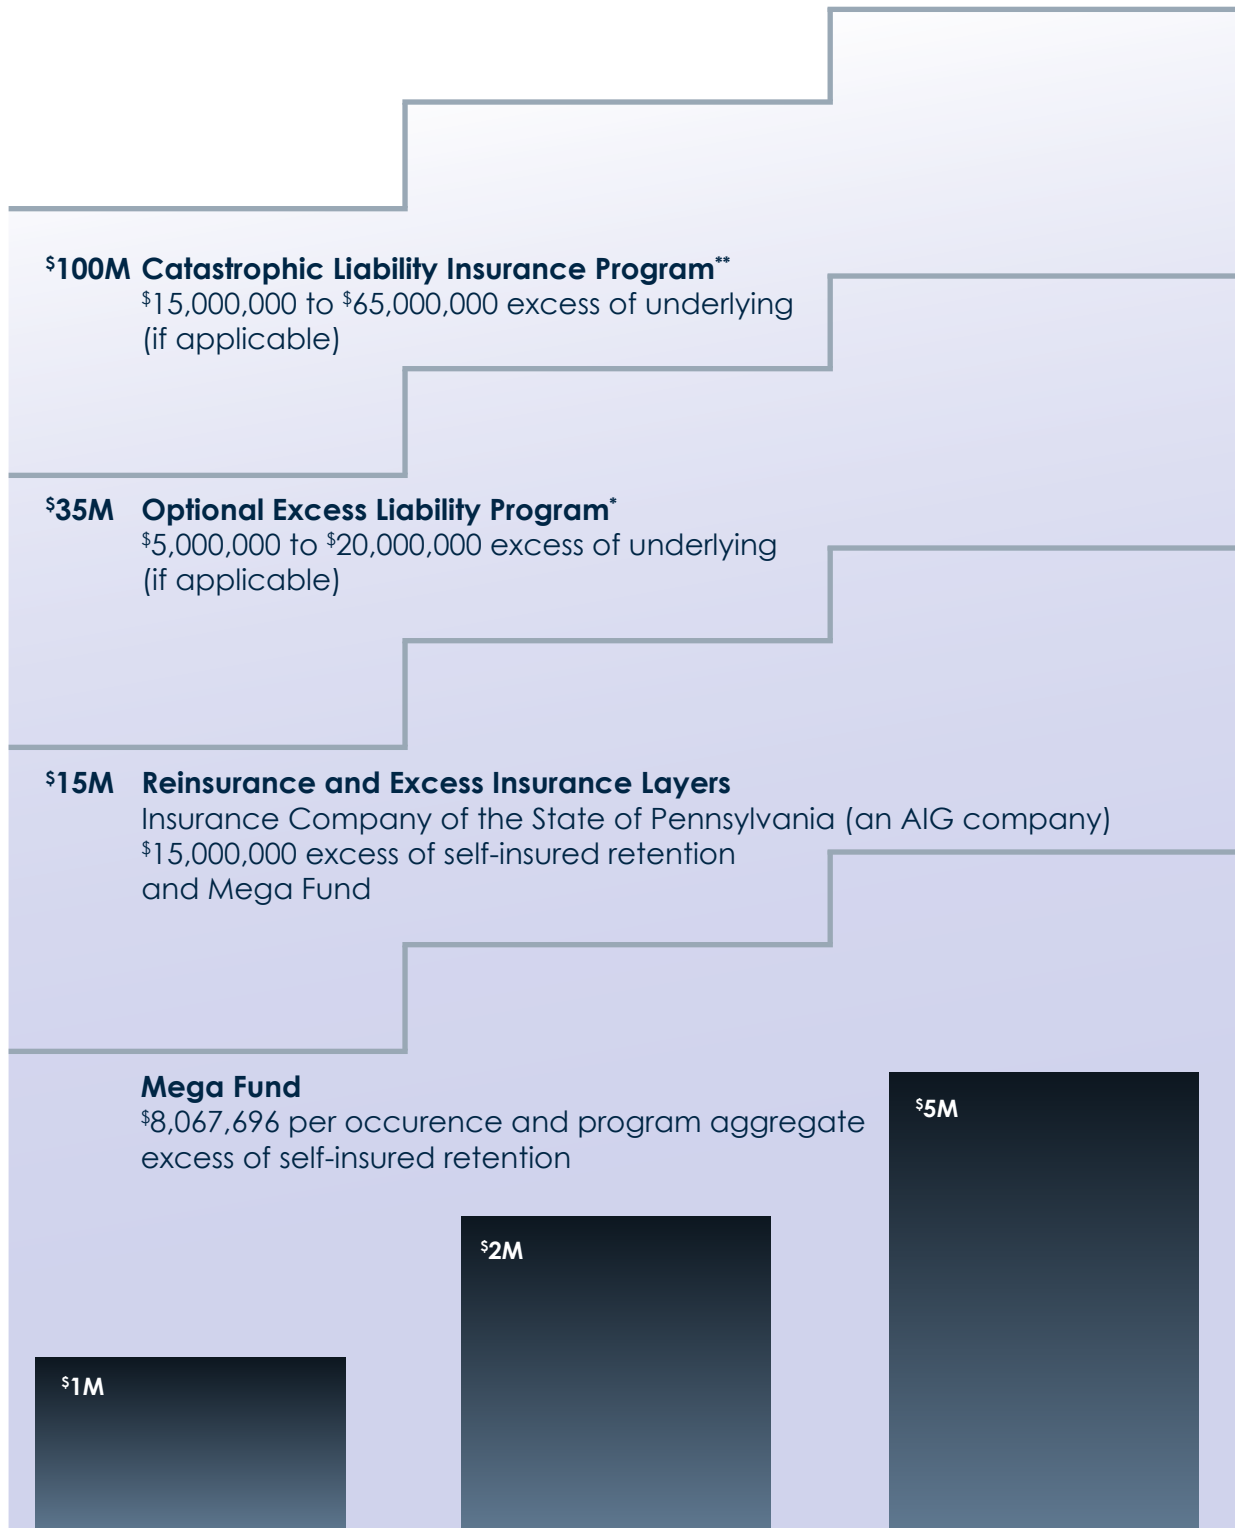 $100M Catastrophic Liability Insurance Program**
$15,000,000 to $65,000,000 excess of underlying
(if applicable)
$35M Optional Excess Liability Program*
$5,000,000 to $20,000,000 excess of underlying
(if applicable)
$15M Reinsurance and Excess Insurance Layers
Insurance Company of the State of Pennsylvania (an AIG company)
$15,000,000 excess of self-insured retention
and Mega Fund
Mega Fund
$8,067,696 per occurence and program aggregate
excess of self-insured retention
$5M
$2M
$1M